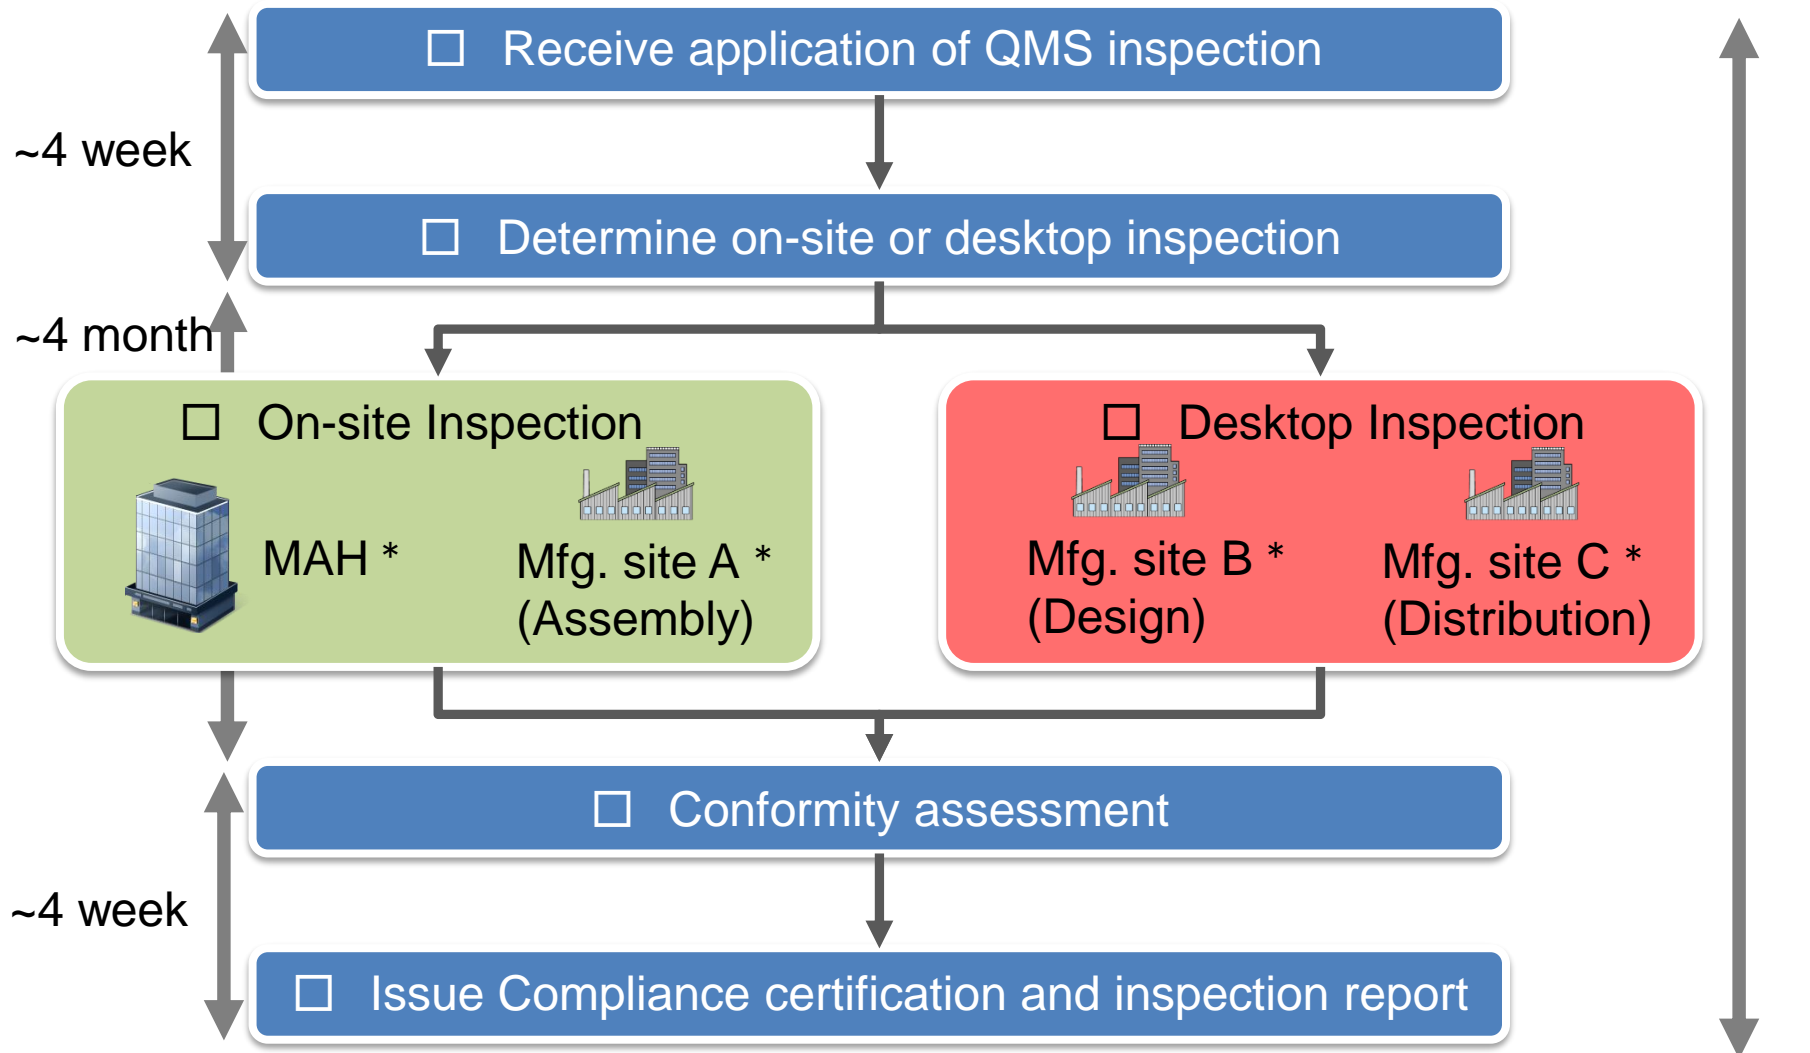 ☐ Receive application of QMS inspection
~4 week
☐ Determine on-site or desktop inspection
~4 month
☐ On-site Inspection
MAH *
Mfg. site A *
(Assembly)
☐ Desktop Inspection
Mfg. site B *
(Design)
Mfg. site C *
(Distribution)
☐ Conformity assessment
~4 week
☐ Issue Compliance certification and inspection report